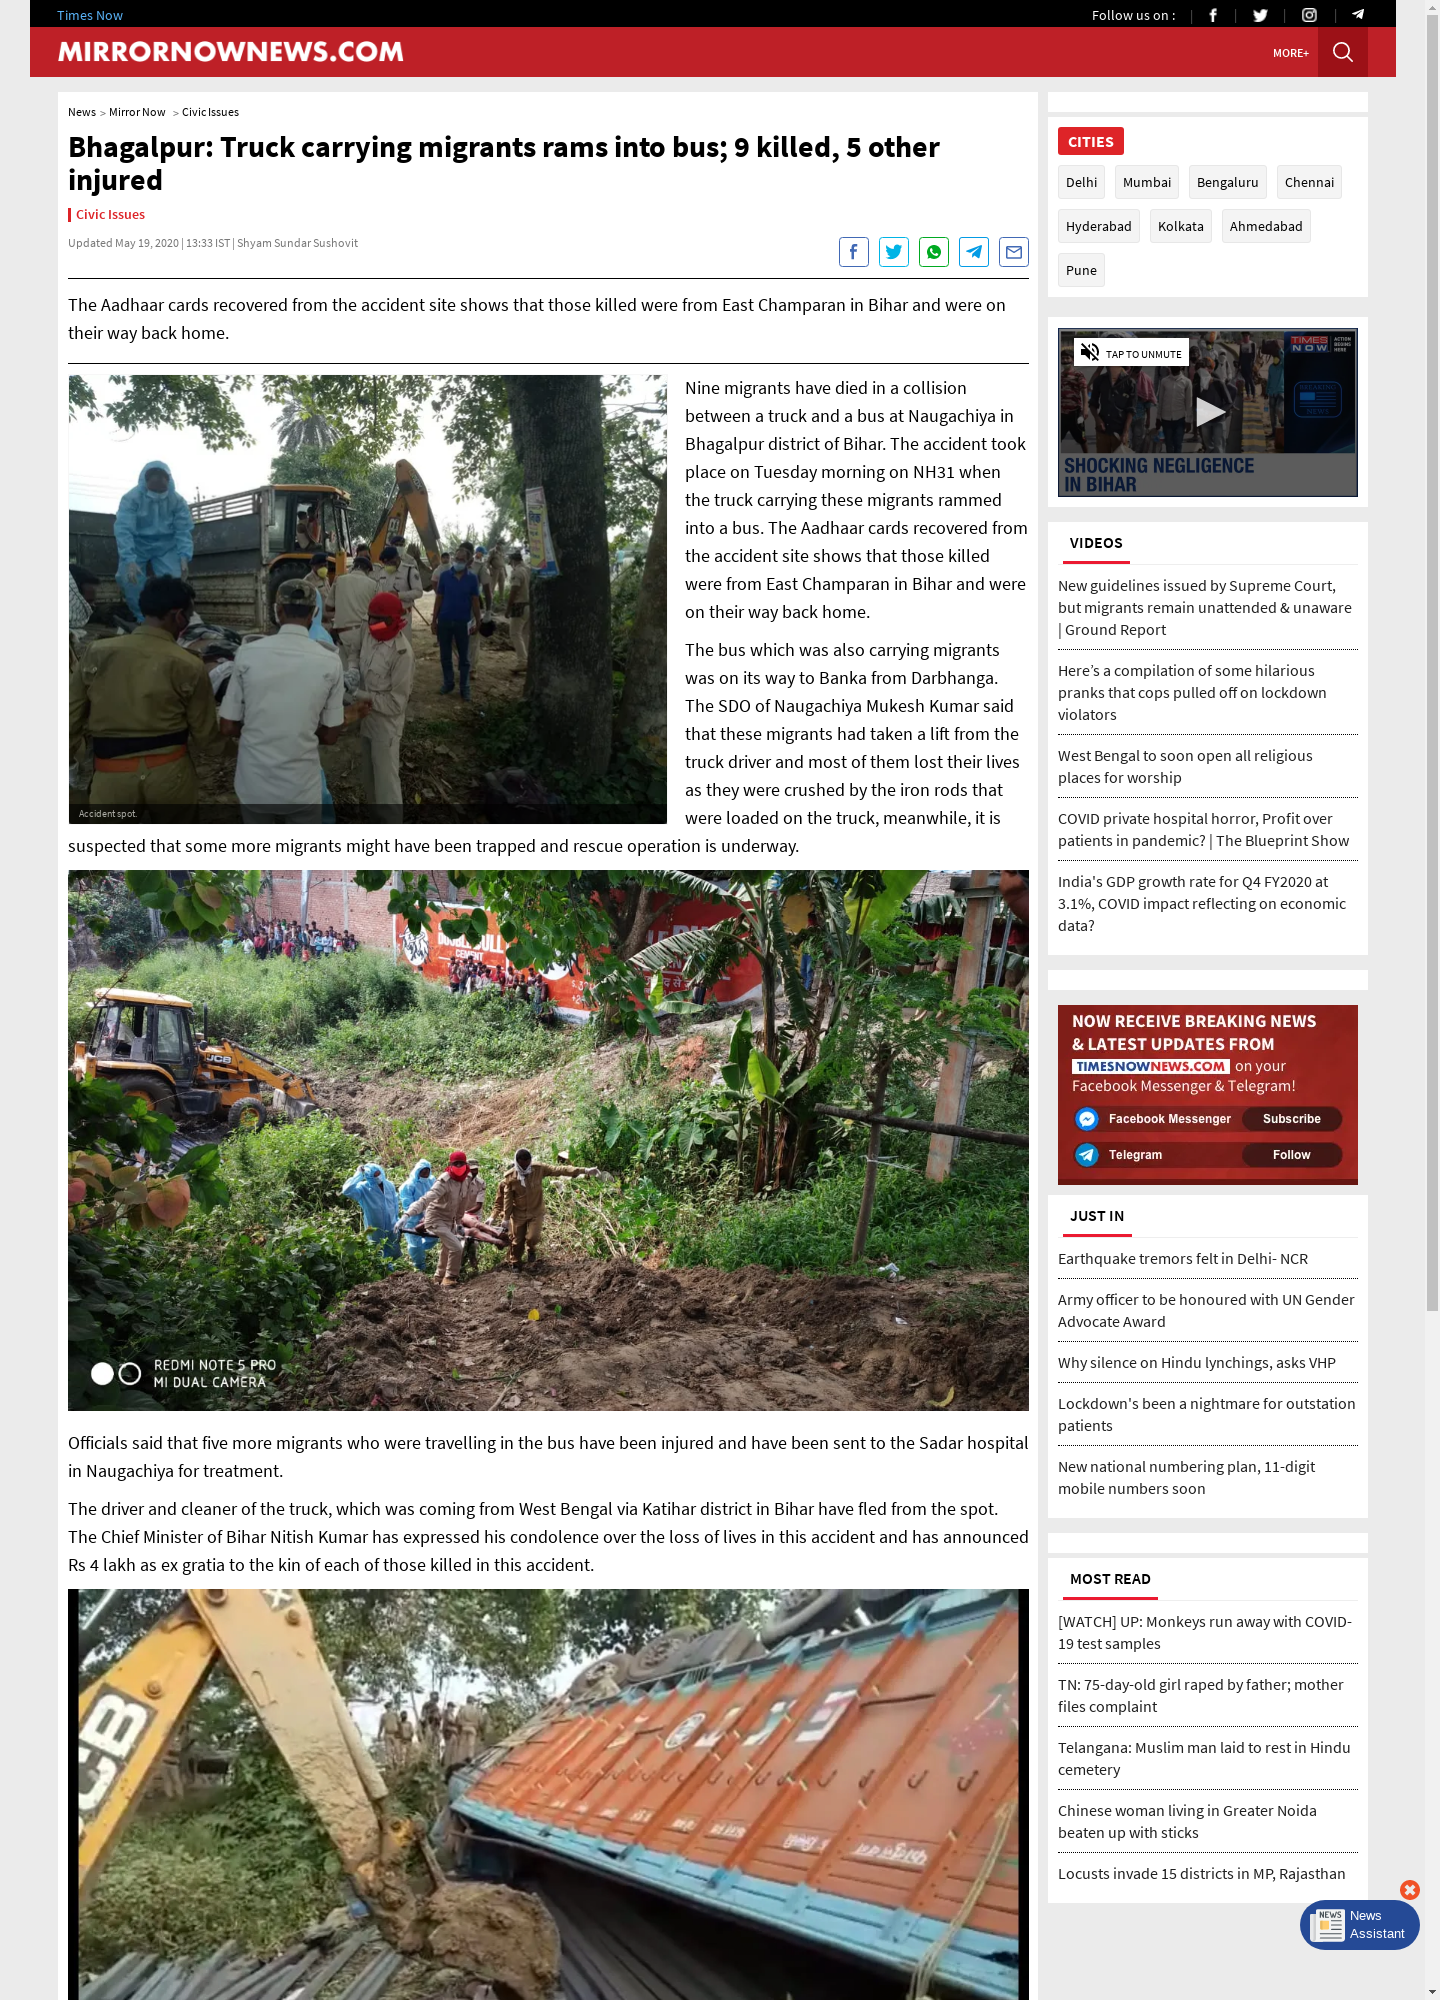 Times Now
Follow us on :
MIRRORNOWNEWS.COM
MORE+
News > Mirror Now > Civic Issues
Bhagalpur: Truck carrying migrants rams into bus; 9 killed, 5 other
injured
Civic Issues
Updated May 19, 2020 | 13:33 IST | Shyam Sundar Sushovit
The Aadhaar cards recovered from the accident site shows that those killed were from East Champaran in Bihar and were on
their way back home.
Accident spot.
Nine migrants have died in a collision
between a truck and a bus at Naugachiya in
Bhagalpur district of Bihar. The accident took
place on Tuesday morning on NH31 when
the truck carrying these migrants rammed
into a bus. The Aadhaar cards recovered from
the accident site shows that those killed
were from East Champaran in Bihar and were
on their way back home.
The bus which was also carrying migrants
was on its way to Banka from Darbhanga.
The SDO of Naugachiya Mukesh Kumar said
that these migrants had taken a lift from the
truck driver and most of them lost their lives
as they were crushed by the iron rods that
were loaded on the truck, meanwhile, it is
suspected that some more migrants might have been trapped and rescue operation is underway.
CEMENT
JCB
REDMI NOTE 5 PRO
MI DUAL CAMERA
Officials said that five more migrants who were travelling in the bus have been injured and have been sent to the Sadar hospital
in Naugachiya for treatment.
The driver and cleaner of the truck, which was coming from West Bengal via Katihar district in Bihar have fled from the spot.
The Chief Minister of Bihar Nitish Kumar has expressed his condolence over the loss of lives in this accident and has announced
Rs 4 lakh as ex gratia to the kin of each of those killed in this accident.
CITIES
Delhi
Mumbai
Bengaluru
Chennai
Hyderabad
Kolkata
Ahmedabad
Pune
TAP TO UNMUTE
TIMES NOW
ACTION BEGINS HERE
BREAKING NEWS
SHOCKING NEGLIGENCE
IN BIHAR
VIDEOS
New guidelines issued by Supreme Court,
but migrants remain unattended & unaware
| Ground Report
Here’s a compilation of some hilarious
pranks that cops pulled off on lockdown
violators
West Bengal to soon open all religious
places for worship
COVID private hospital horror, Profit over
patients in pandemic? | The Blueprint Show
India's GDP growth rate for Q4 FY2020 at
3.1%, COVID impact reflecting on economic
data?
NOW RECEIVE BREAKING NEWS
& LATEST UPDATES FROM
TIMESNOWNEWS.COM on your
Facebook Messenger & Telegram!
Facebook Messenger Subscribe
Telegram Follow
JUST IN
Earthquake tremors felt in Delhi- NCR
Army officer to be honoured with UN Gender
Advocate Award
Why silence on Hindu lynchings, asks VHP
Lockdown's been a nightmare for outstation
patients
New national numbering plan, 11-digit
mobile numbers soon
MOST READ
[WATCH] UP: Monkeys run away with COVID-
19 test samples
TN: 75-day-old girl raped by father; mother
files complaint
Telangana: Muslim man laid to rest in Hindu
cemetery
Chinese woman living in Greater Noida
beaten up with sticks
Locusts invade 15 districts in MP, Rajasthan
NEWS
News
Assistant